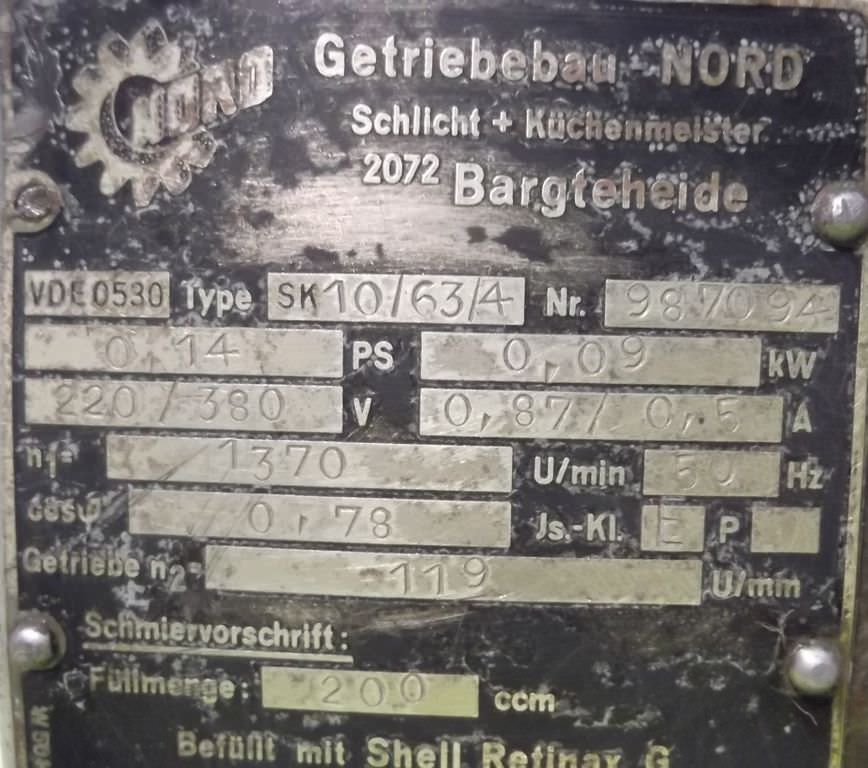 NORD
Getriebebau-NORD
Schlicht + Küchenmeister
2072 Bargteheide
VDE 0530 Type SK 10/63/4 Nr. 987094
0,14 PS 0,09 kW
220/380 V 0,87/0,5 A
n1= 1370 U/min 50 Hz
cosφ 0,78 Js.-Kl. E P
Getriebe n2= 119 U/min
Schmiervorschrift:
Füllmenge: 200 ccm
Befüllt mit Shell Retinax G